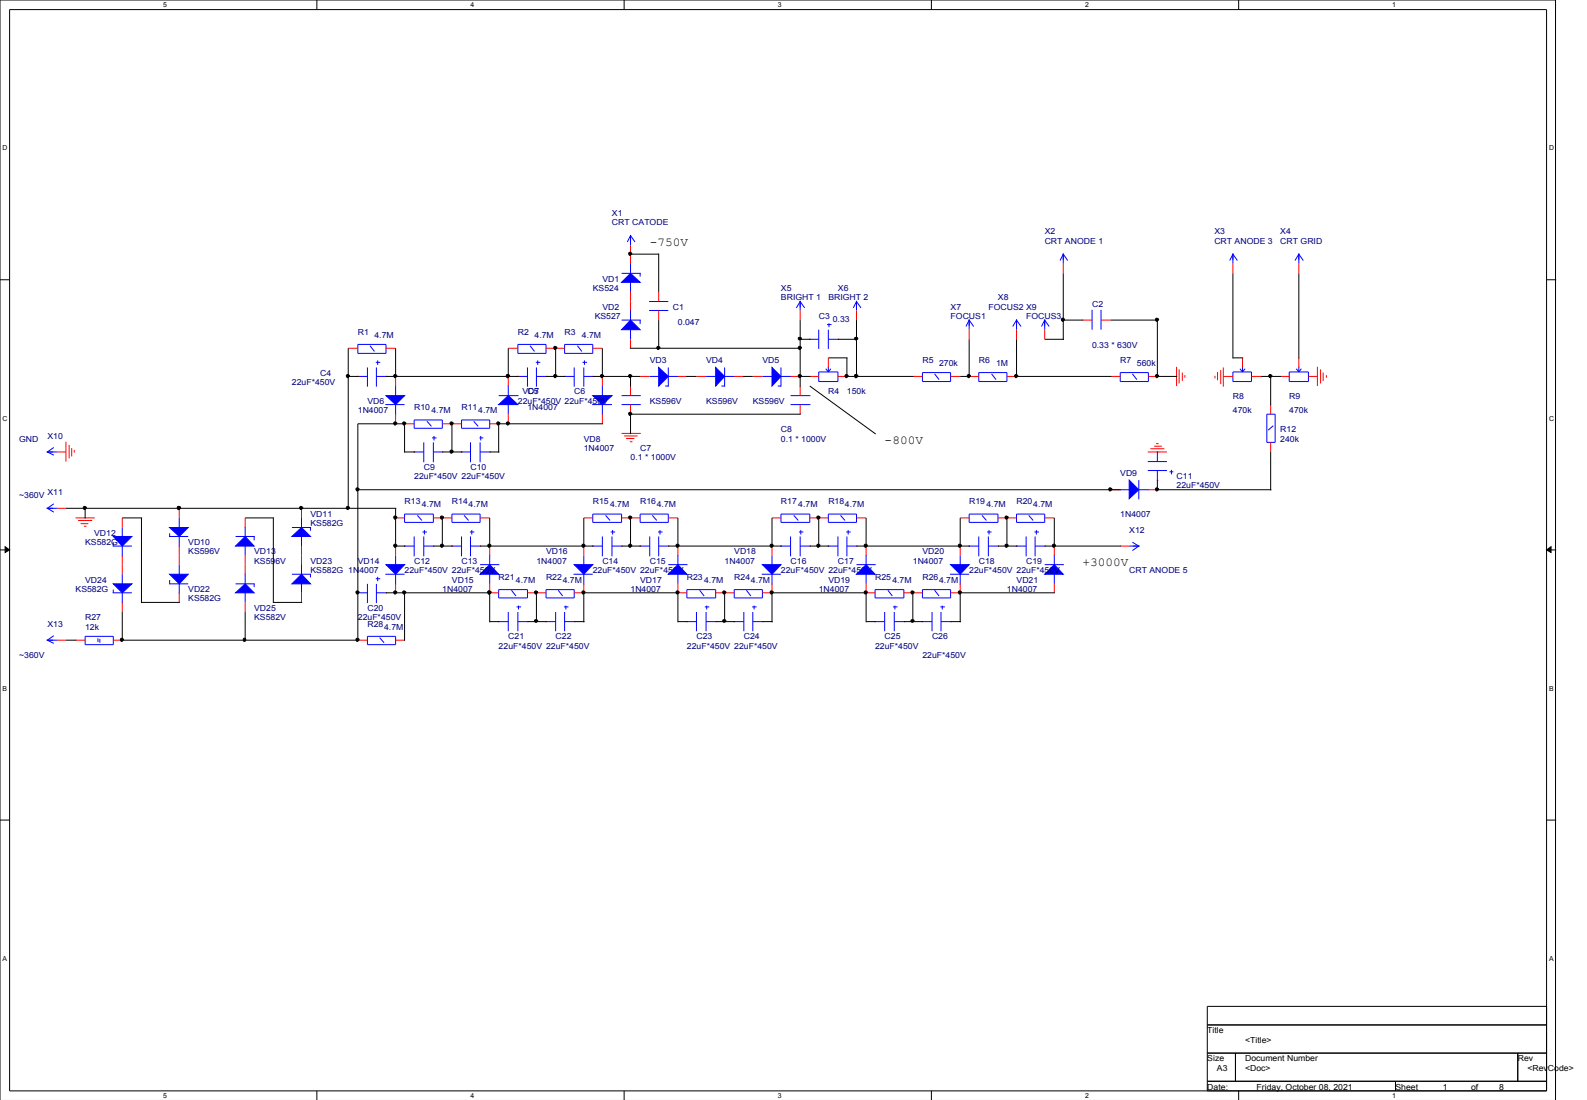 5 4 3 2 1
D D
C C
B B
A A
X1
CRT CATODE
-750V
VD1
KS524
VD2
KS527
C1
0.047
X5
BRIGHT 1
X6
BRIGHT 2
C3 0.33
X7
FOCUS1
X8
FOCUS2
X9
FOCUS3
X2
CRT ANODE 1
C2
0.33 * 630V
X3
CRT ANODE 3
X4
CRT GRID
R1 4.7M
C4
22uF*450V
R2 4.7M
R3 4.7M
22uF*450V
C6
VD3
KS596V
VD4
KS596V
VD5
KS596V
R4 150k
R5 270k
R6 1M
R7 560k
R8
470k
R9
470k
R12
240k
VD6
1N4007
R10 4.7M
R11 4.7M
1N4007
VD8
1N4007
C7
0.1 * 1000V
C8
0.1 * 1000V
-800V
C9
22uF*450V
C10
22uF*450V
GND X10
~360V X11
VD9
1N4007
C11
22uF*450V
VD12
KS582G
VD10
KS596V
VD13
KS596V
VD11
KS582G
VD24
KS582G
VD22
KS582G
VD25
KS582V
VD23
KS582G
R27
12k
X13
~360V
R13 4.7M
R14 4.7M
R15 4.7M
R16 4.7M
R17 4.7M
R18 4.7M
R19 4.7M
R20 4.7M
X12
+3000V
CRT ANODE 5
VD14
1N4007
C12
22uF*450V
C13
VD15
1N4007
VD16
1N4007
C14
22uF*450V
C15
VD17
1N4007
VD18
1N4007
C16
22uF*450V
C17
VD19
1N4007
VD20
1N4007
C18
22uF*450V
C19
VD21
1N4007
R21 4.7M
R22 4.7M
R23 4.7M
R24 4.7M
R25 4.7M
R26 4.7M
C20
22uF*450V
R28 4.7M
C21
22uF*450V
C22
22uF*450V
C23
22uF*450V
C24
22uF*450V
C25
22uF*450V
C26
22uF*450V
Title
<Title>
Size
A3
Document Number
<Doc>
Rev
<RevCode>
Date: Friday, October 08, 2021 Sheet 1 of 8
5 4 3 2 1